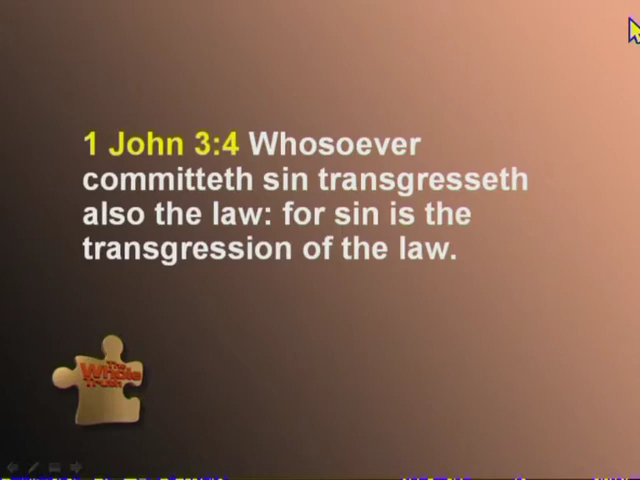 1 John 3:4 Whosoever
committeth sin transgresseth
also the law: for sin is the
transgression of the law.
The
Whole
Truth